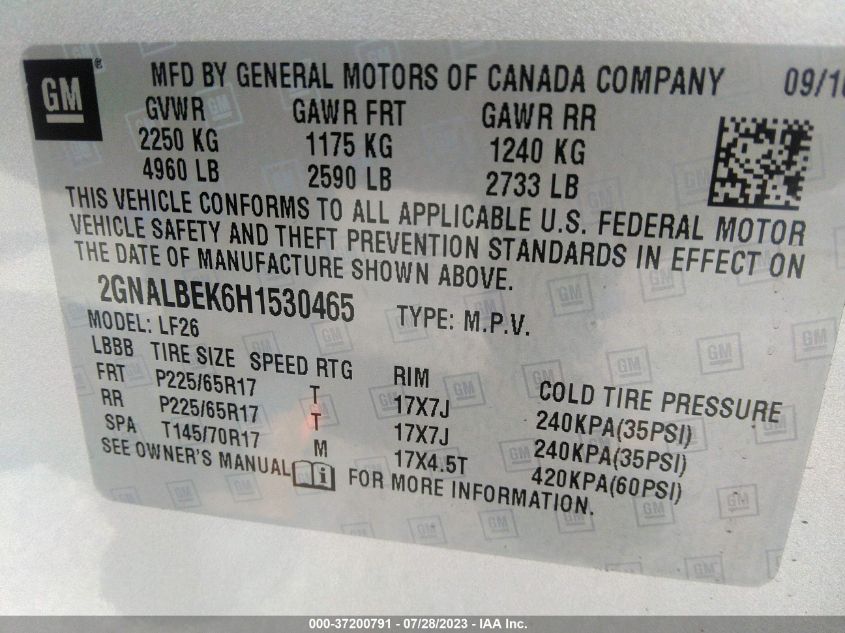 GM ® MFD BY GENERAL MOTORS OF CANADA COMPANY 09/16
GVWR GAWR FRT GAWR RR
2250 KG 1175 KG 1240 KG
4960 LB 2590 LB 2733 LB
THIS VEHICLE CONFORMS TO ALL APPLICABLE U.S. FEDERAL MOTOR
VEHICLE SAFETY AND THEFT PREVENTION STANDARDS IN EFFECT ON
THE DATE OF MANUFACTURE SHOWN ABOVE.
2GNALBEK6H1530465 TYPE: M.P.V.
MODEL: LF26
LBBB TIRE SIZE SPEED RTG RIM COLD TIRE PRESSURE
FRT P225/65R17 T 17X7J 240KPA(35PSI)
RR P225/65R17 T 17X7J 240KPA(35PSI)
SPA T145/70R17 M 17X4.5T 420KPA(60PSI)
SEE OWNER'S MANUAL FOR MORE INFORMATION.
000-37200791 - 07/28/2023 - IAA Inc.